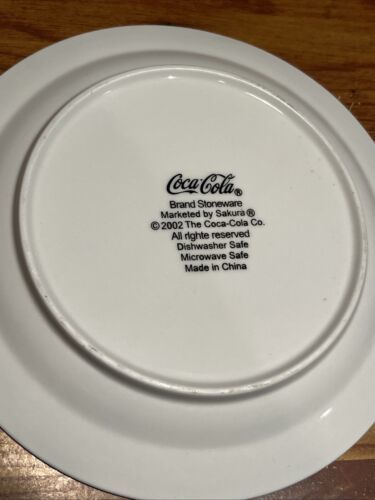 Coca-Cola®
Brand Stoneware
Marketed by Sakura®
©2002 The Coca-Cola Co.
All righte reserved
Dishwasher Safe
Microwave Safe
Made in China